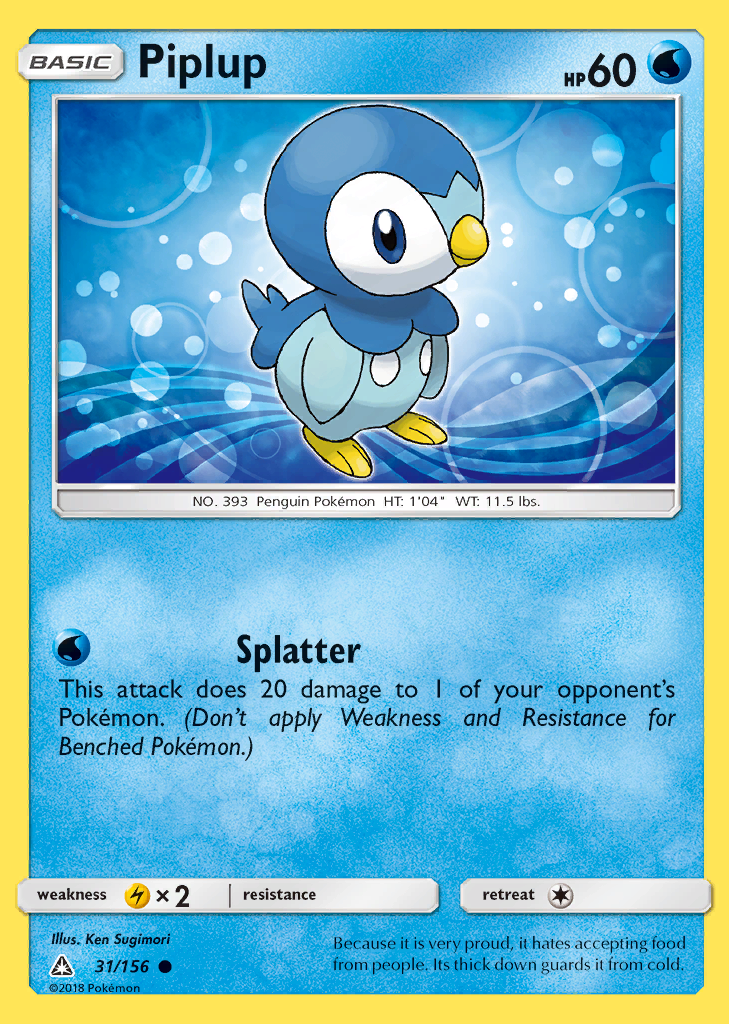 BASIC Piplup HP60
NO. 393 Penguin Pokémon HT: 1'04" WT: 11.5 lbs.
Splatter
This attack does 20 damage to 1 of your opponent's
Pokémon. (Don't apply Weakness and Resistance for
Benched Pokémon.)
weakness ×2 resistance retreat
Illus. Ken Sugimori
31/156
©2018 Pokémon
Because it is very proud, it hates accepting food
from people. Its thick down guards it from cold.